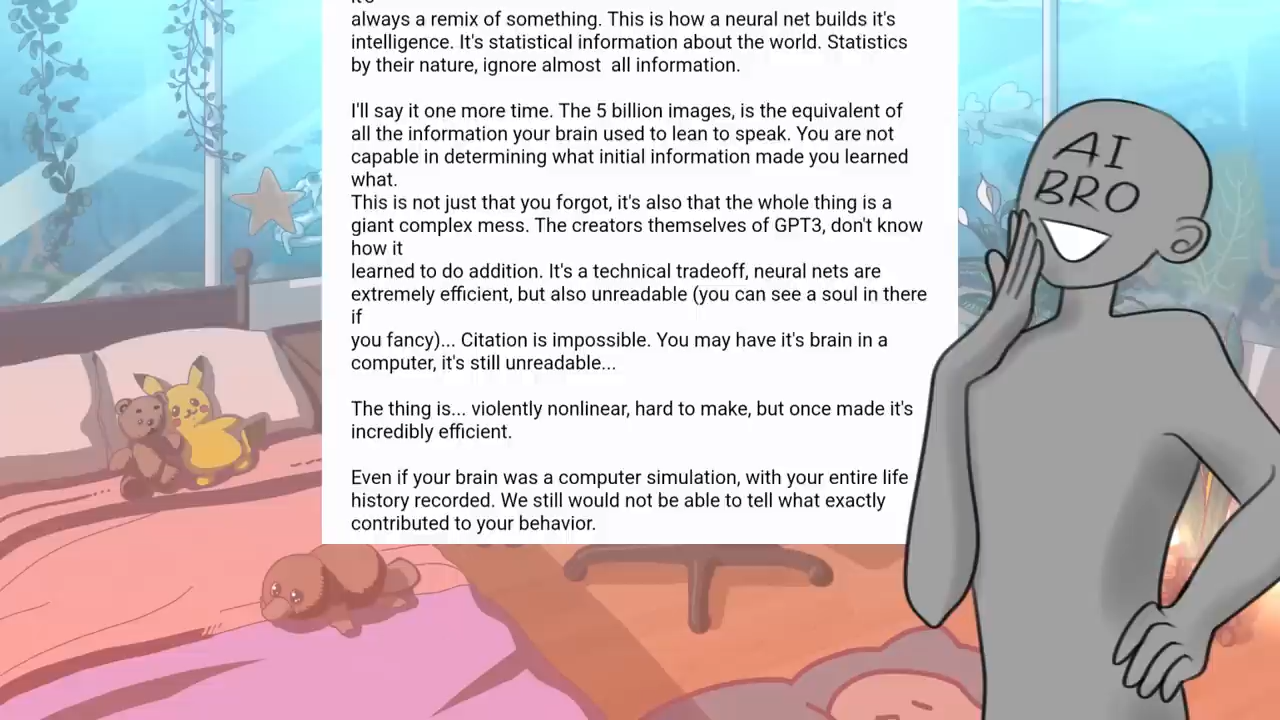 always a remix of something. This is how a neural net builds it's
intelligence. It's statistical information about the world. Statistics
by their nature, ignore almost all information.
I'll say it one more time. The 5 billion images, is the equivalent of
all the information your brain used to lean to speak. You are not
capable in determining what initial information made you learned
what.
This is not just that you forgot, it's also that the whole thing is a
giant complex mess. The creators themselves of GPT3, don't know
how it
learned to do addition. It's a technical tradeoff, neural nets are
extremely efficient, but also unreadable (you can see a soul in there
if
you fancy)... Citation is impossible. You may have it's brain in a
computer, it's still unreadable...
The thing is... violently nonlinear, hard to make, but once made it's
incredibly efficient.
Even if your brain was a computer simulation, with your entire life
history recorded. We still would not be able to tell what exactly
contributed to your behavior.
AI
BRO